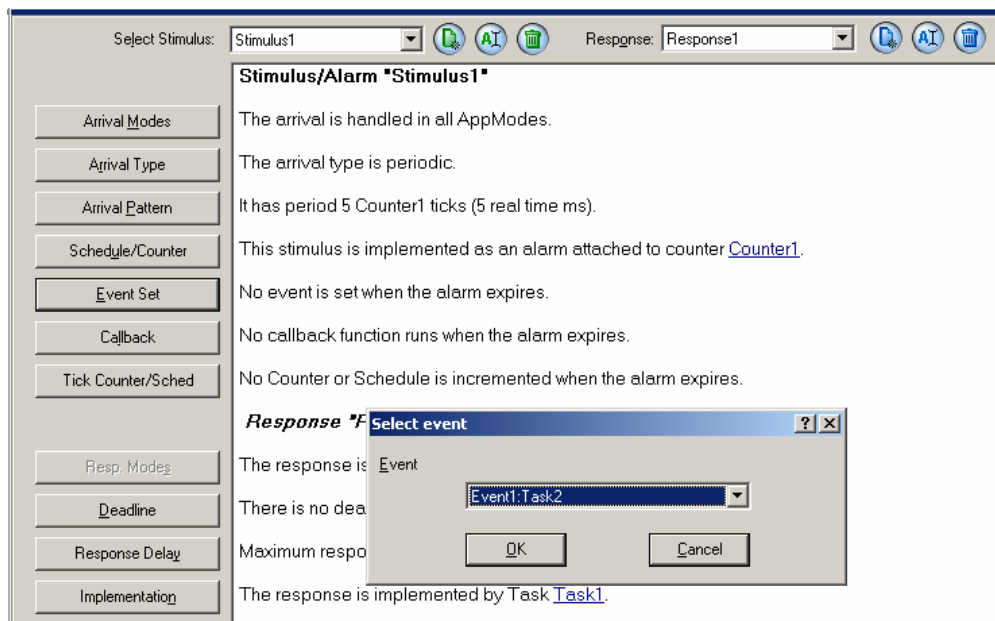 Select Stimulus: Stimulus1 Response: Response1
Stimulus/Alarm "Stimulus1"
Arrival Modes
The arrival is handled in all AppModes.
Arrival Type
The arrival type is periodic.
Arrival Pattern
It has period 5 Counter1 ticks (5 real time ms).
Schedule/Counter
This stimulus is implemented as an alarm attached to counter Counter1.
Event Set
No event is set when the alarm expires.
Callback
No callback function runs when the alarm expires.
Tick Counter/Sched
No Counter or Schedule is incremented when the alarm expires.
Response
Select event
Resp. Modes
The response is
Event
Event1:Task2
Deadline
There is no dea
Response Delay
Maximum respo
OK Cancel
Implementation
The response is implemented by Task Task1.